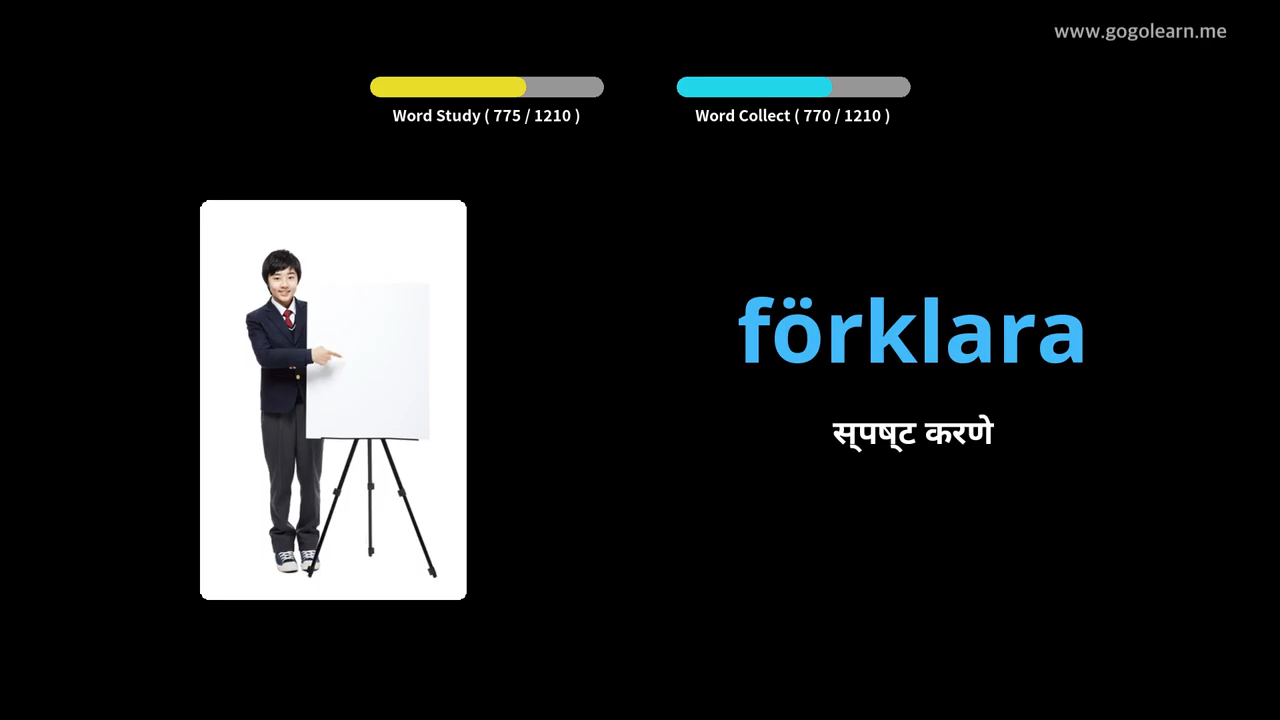 www.gogolearn.me
Word Study ( 775 / 1210 )
Word Collect ( 770 / 1210 )
förklara
स्पष्ट करणे